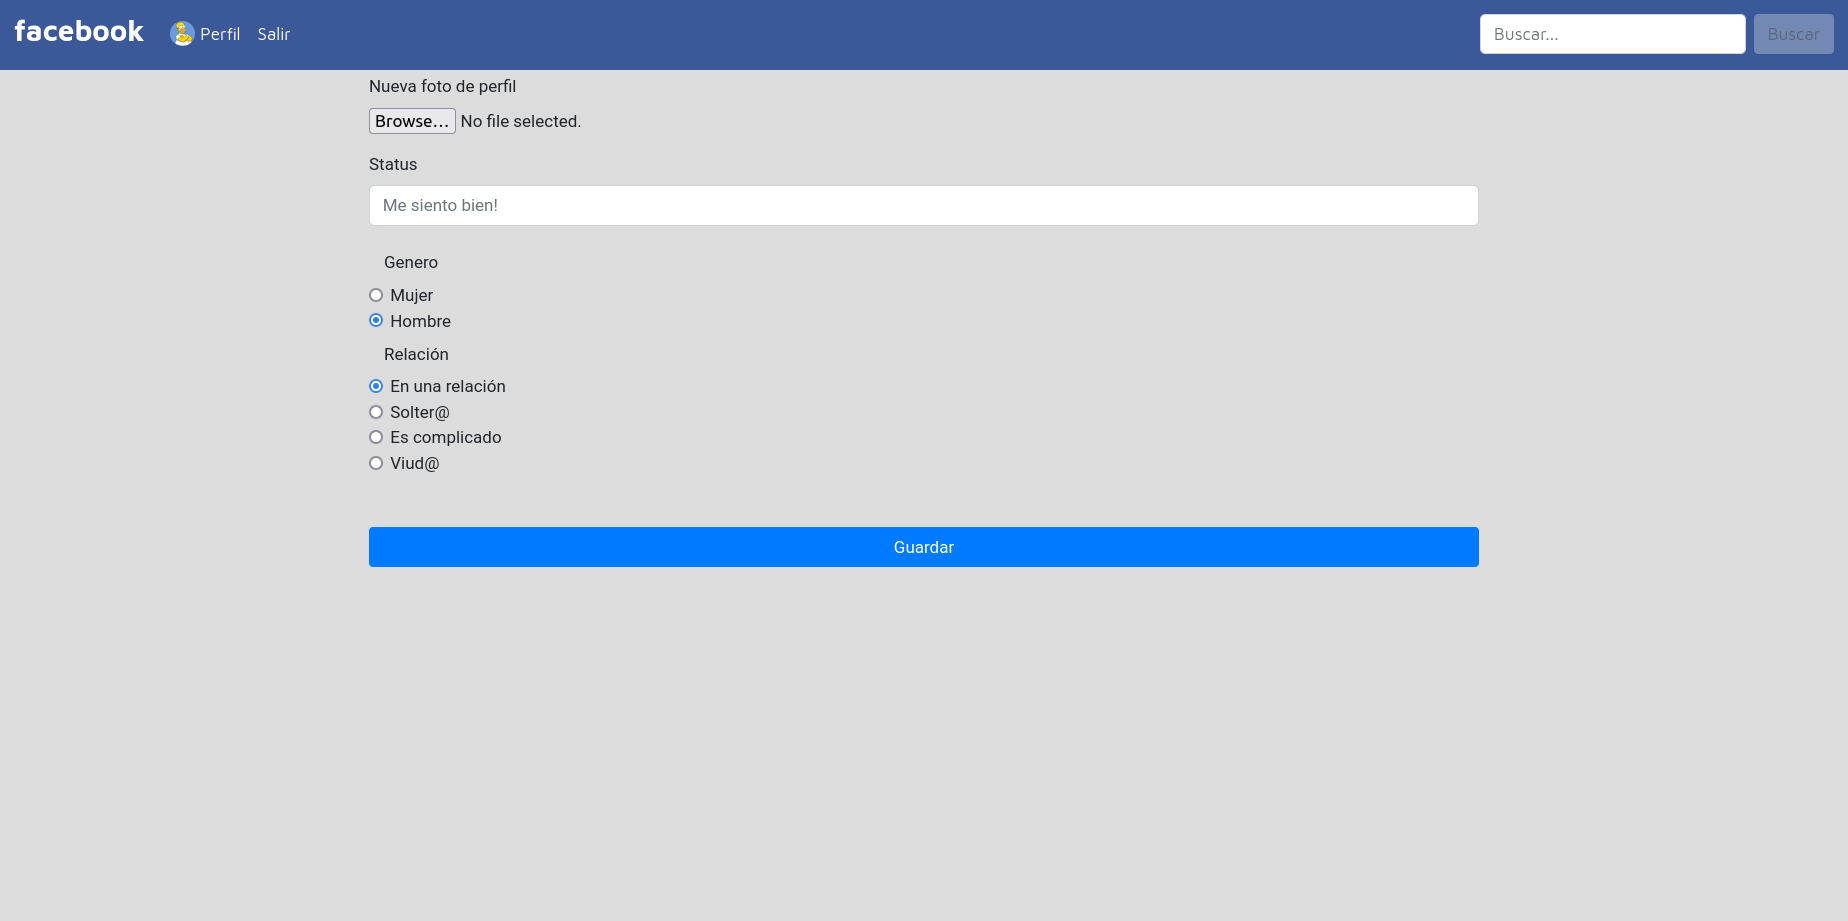 facebook Perfil Salir Buscar... Buscar
Nueva foto de perfil
Browse... No file selected.
Status
Me siento bien!
Genero
Mujer
Hombre
Relación
En una relación
Solter@
Es complicado
Viud@
Guardar